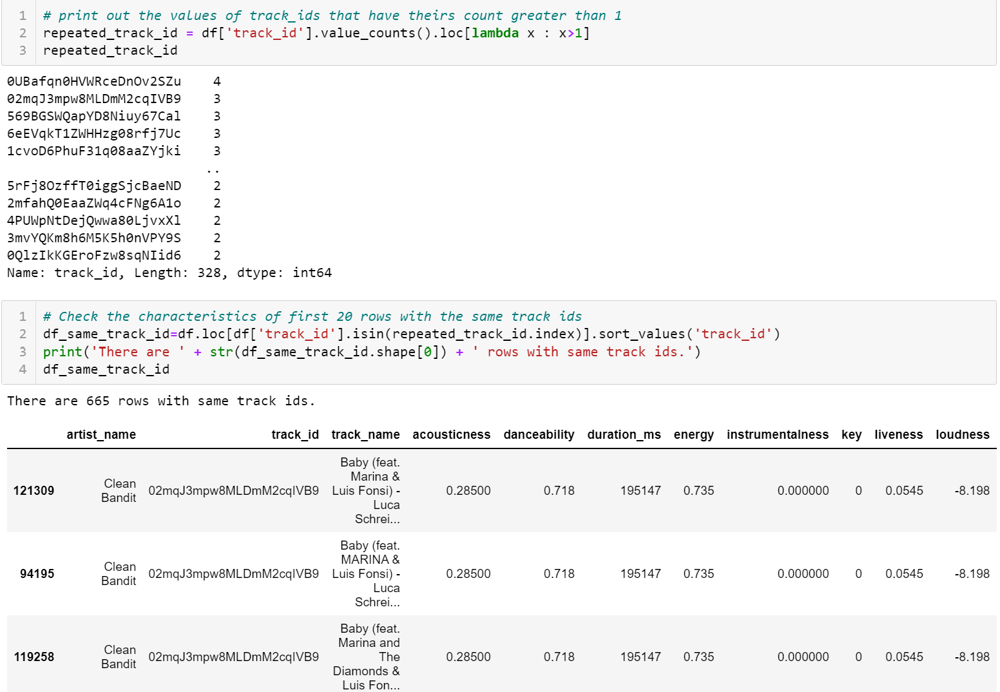 1 # print out the values of track_ids that have theirs count greater than 1
2 repeated_track_id = df['track_id'].value_counts().loc[lambda x : x>1]
3 repeated_track_id
0UBafqn0HVWRceDnOv2SZu 4
02mqJ3mpw8MLDmM2cqIVB9 3
569BGSWQapYD8Niuy67Cal 3
6eEVqkT1ZWHHzg08rfj7Uc 3
1cvoD6PhuF31q08aaZYjki 3
..
5rFj8OzffT0iggSjcBaeND 2
2mfahQ0EaaZWq4cFNg6A1o 2
4PUWpNtDejQwwa80LjvxXl 2
3mvYQKm8h6M5K5h0nVPY9S 2
0QlzIkKGEroFzw8sqNIid6 2
Name: track_id, Length: 328, dtype: int64
1 # Check the characteristics of first 20 rows with the same track ids
2 df_same_track_id=df.loc[df['track_id'].isin(repeated_track_id.index)].sort_values('track_id')
3 print('There are ' + str(df_same_track_id.shape[0]) + ' rows with same track ids.')
4 df_same_track_id
There are 665 rows with same track ids.
artist_name track_id track_name acousticness danceability duration_ms energy instrumentalness key liveness loudness
Baby (feat.
Marina &
121309 Clean Bandit 02mqJ3mpw8MLDmM2cqIVB9 Luis Fonsi) - 0.28500 0.718 195147 0.735 0.000000 0 0.0545 -8.198
Luca
Schrei...
Baby (feat.
MARINA &
94195 Clean Bandit 02mqJ3mpw8MLDmM2cqIVB9 Luis Fonsi) - 0.28500 0.718 195147 0.735 0.000000 0 0.0545 -8.198
Luca
Schrei...
Baby (feat.
Marina and
119258 Clean Bandit 02mqJ3mpw8MLDmM2cqIVB9 The 0.28500 0.718 195147 0.735 0.000000 0 0.0545 -8.198
Diamonds &
Luis Fon...